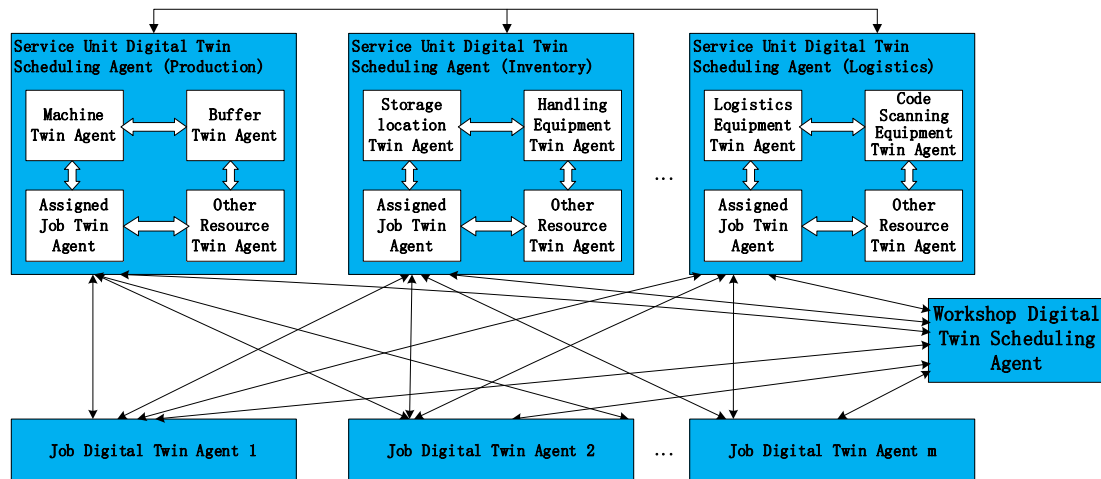 Service Unit Digital Twin
Scheduling Agent (Production)
Machine
Twin Agent
Buffer
Twin Agent
Assigned
Job Twin
Agent
Other
Resource
Twin Agent
Service Unit Digital Twin
Scheduling Agent (Inventory)
Storage
location
Twin Agent
Handling
Equipment
Twin Agent
Assigned
Job Twin
Agent
Other
Resource
Twin Agent
...
Service Unit Digital Twin
Scheduling Agent (Logistics)
Logistics
Equipment
Twin Agent
Code
Scanning
Equipment
Twin Agent
Assigned
Job Twin
Agent
Other
Resource
Twin Agent
Workshop Digital
Twin Scheduling
Agent
Job Digital Twin Agent 1
Job Digital Twin Agent 2
...
Job Digital Twin Agent m